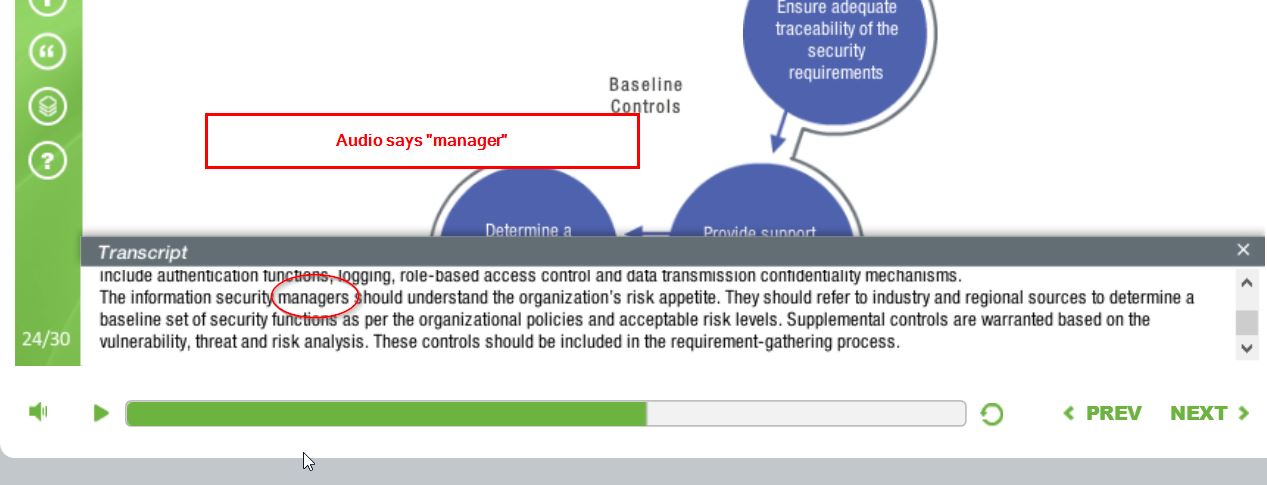 Ensure adequate
traceability of the
security
requirements
Baseline
Controls
Audio says "manager"
Determine a
Provide support
Transcript
include authentication functions, logging, role-based access control and data transmission confidentiality mechanisms.
The information security managers should understand the organization's risk appetite. They should refer to industry and regional sources to determine a
baseline set of security functions as per the organizational policies and acceptable risk levels. Supplemental controls are warranted based on the
vulnerability, threat and risk analysis. These controls should be included in the requirement-gathering process.
24/30
PREV NEXT